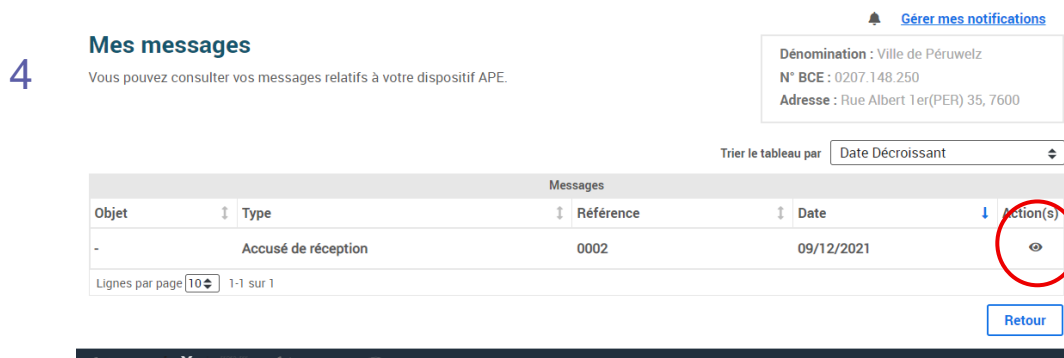 Gérer mes notifications
4
Mes messages
Vous pouvez consulter vos messages relatifs à votre dispositif APE.
Dénomination : Ville de Péruwelz
N° BCE : 0207.148.250
Adresse : Rue Albert 1er(PER) 35, 7600
Trier le tableau par Date Décroissant
Messages
Objet Type Référence Date Action(s)
- Accusé de réception 0002 09/12/2021
Lignes par page 10 1-1 sur 1
Retour